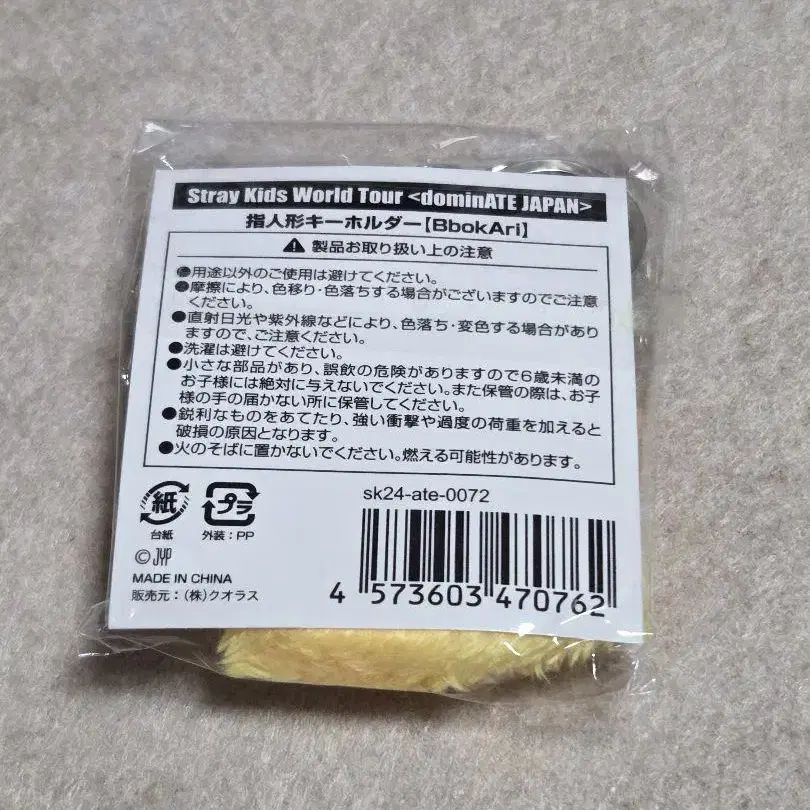 Stray Kids World Tour <dominATE JAPAN>
指人形キーホルダー【BbokAri】
製品お取り扱い上の注意
●用途以外のご使用は避けてください。
●摩擦により、色移り・色落ちする場合がございますのでご注意
ください。
●直射日光や紫外線などにより、色落ち・変色する場合があり
ますので、ご注意ください。
●洗濯は避けてください。
●小さな部品があり、誤飲の危険がありますので6歳未満の
お子様には絶対に与えないでください。また保管の際は、お子
様の手の届かない所に保管してください。
●鋭利なものをあてたり、強い衝撃や過度の荷重を加えると
破損の原因となります。
●火のそばに置かないでください。燃える可能性があります。
紙
台紙
プラ
外装:PP
sk24-ate-0072
©JYP
MADE IN CHINA
販売元:(株)クオラス
4 573603 470762